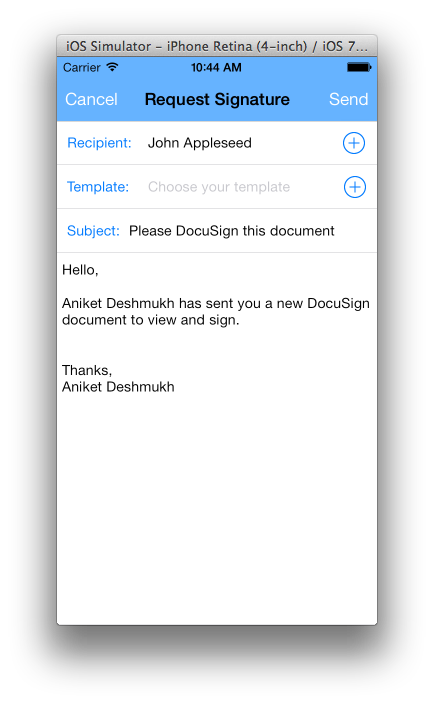 iOS Simulator – iPhone Retina (4-inch) / iOS 7...
Carrier 10:44 AM
Cancel Request Signature Send
Recipient: John Appleseed
Template: Choose your template
Subject: Please DocuSign this document
Hello,
Aniket Deshmukh has sent you a new DocuSign
document to view and sign.
Thanks,
Aniket Deshmukh